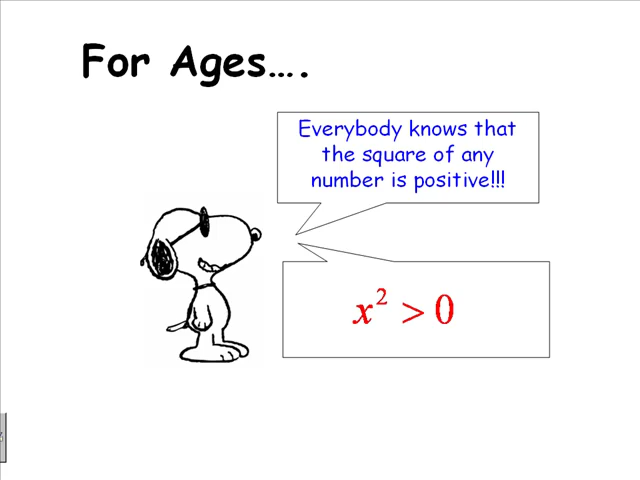 For Ages....
Everybody knows that
the square of any
number is positive!!!
x² > 0